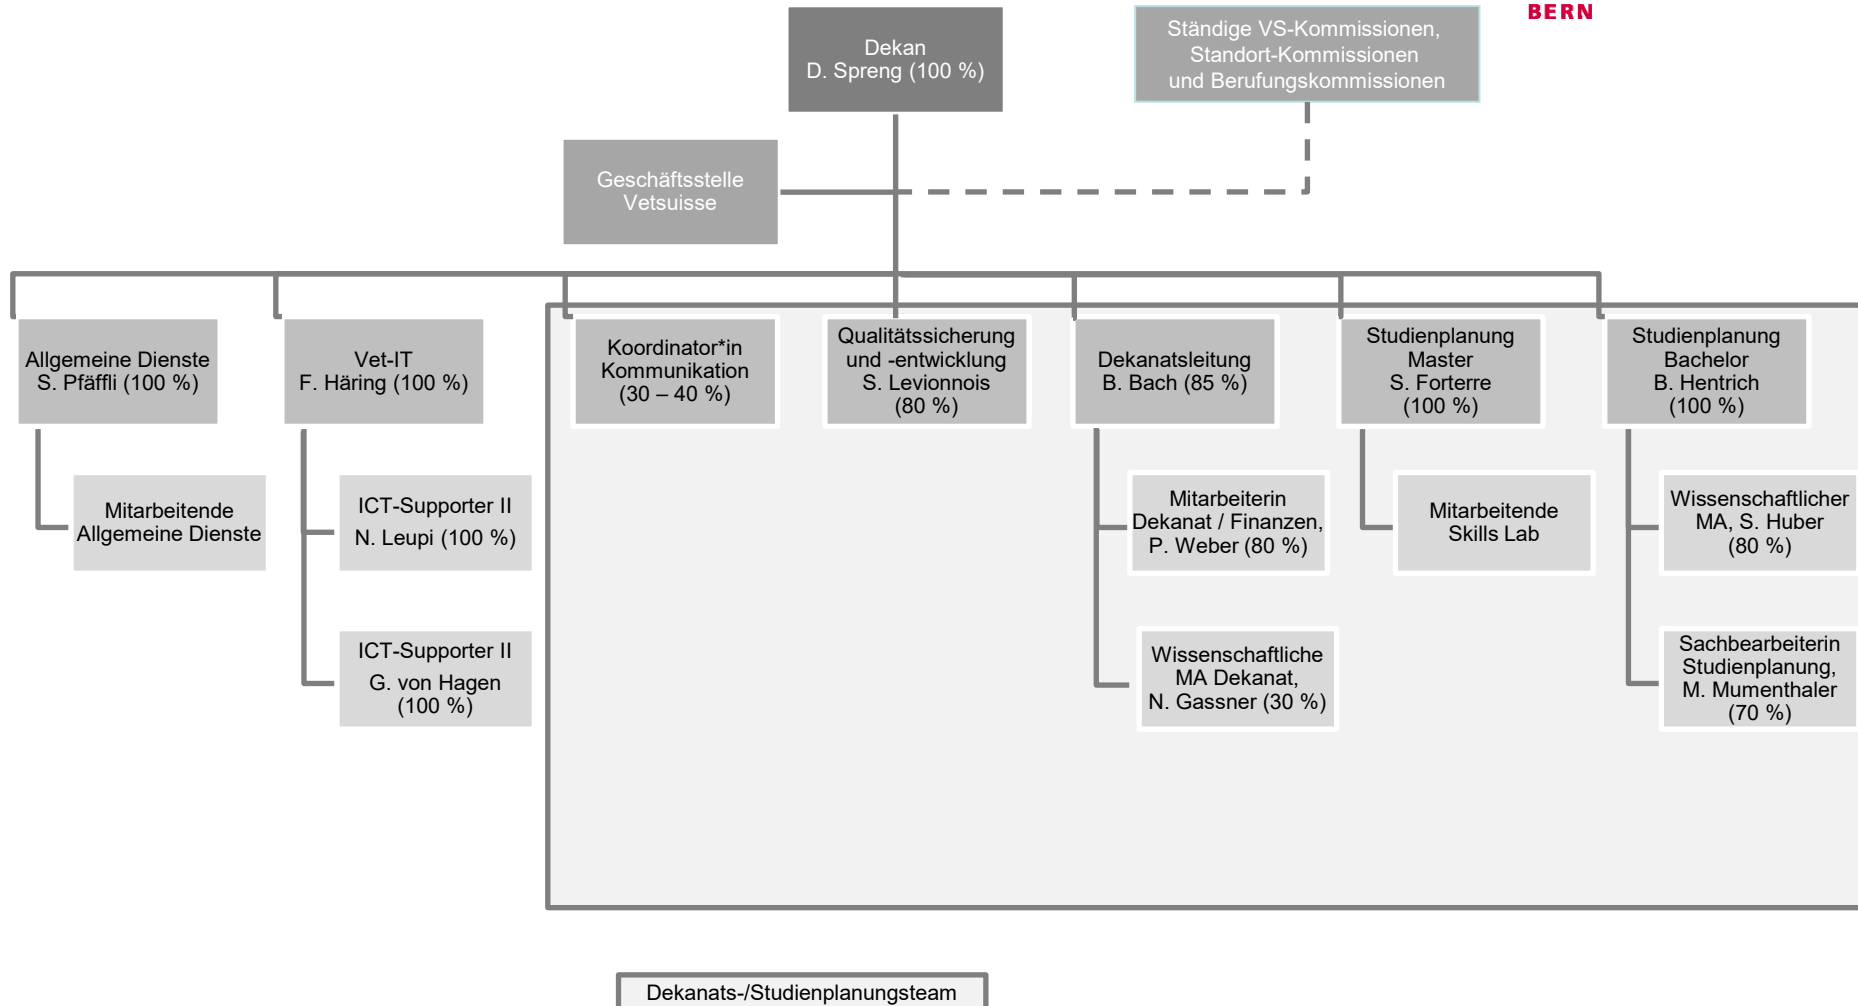 BERN
Dekan
D. Spreng (100 %)
Ständige VS-Kommissionen,
Standort-Kommissionen
und Berufungskommissionen
Geschäftsstelle
Vetsuisse
Allgemeine Dienste
S. Pfäffli (100 %)
Vet-IT
F. Häring (100 %)
Koordinator*in
Kommunikation
(30 – 40 %)
Qualitätssicherung
und -entwicklung
S. Levionnois
(80 %)
Dekanatsleitung
B. Bach (85 %)
Studienplanung
Master
S. Forterre
(100 %)
Studienplanung
Bachelor
B. Hentrich
(100 %)
Mitarbeitende
Allgemeine Dienste
ICT-Supporter II
N. Leupi (100 %)
Mitarbeiterin
Dekanat / Finanzen,
P. Weber (80 %)
Mitarbeitende
Skills Lab
Wissenschaftlicher
MA, S. Huber
(80 %)
ICT-Supporter II
G. von Hagen
(100 %)
Wissenschaftliche
MA Dekanat,
N. Gassner (30 %)
Sachbearbeiterin
Studienplanung,
M. Mumenthaler
(70 %)
Dekanats-/Studienplanungsteam